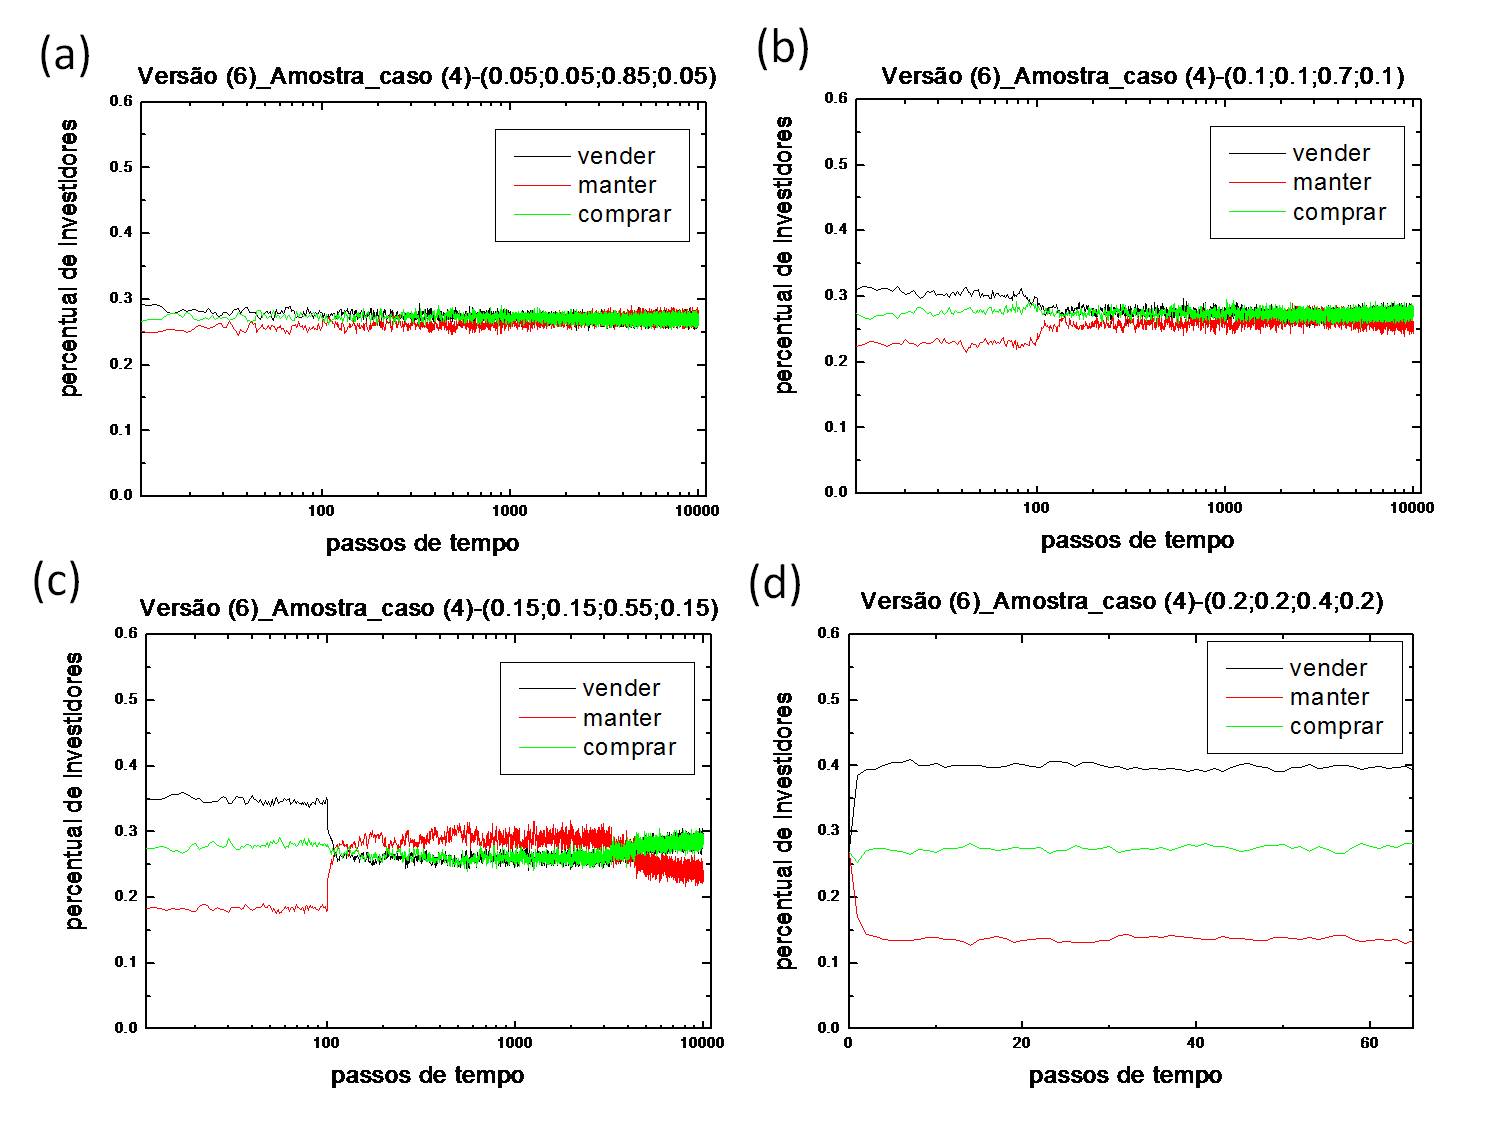 (a)
Versão (6)_Amostra_caso (4)-(0.05;0.05;0.85;0.05)
percentual de Investidores
0.6
0.5
0.4
0.3
0.2
0.1
0.0
vender
manter
comprar
100
1000
10000
passos de tempo
(b)
Versão (6)_Amostra_caso (4)-(0.1;0.1;0.7;0.1)
percentual de Investidores
0.6
0.5
0.4
0.3
0.2
0.1
0.0
vender
manter
comprar
100
1000
10000
passos de tempo
(c)
Versão (6)_Amostra_caso (4)-(0.15;0.15;0.55;0.15)
percentual de Investidores
0.6
0.5
0.4
0.3
0.2
0.1
0.0
vender
manter
comprar
100
1000
10000
passos de tempo
(d)
Versão (6)_Amostra_caso (4)-(0.2;0.2;0.4;0.2)
percentual de Investidores
0.6
0.5
0.4
0.3
0.2
0.1
0.0
vender
manter
comprar
0
20
40
60
passos de tempo